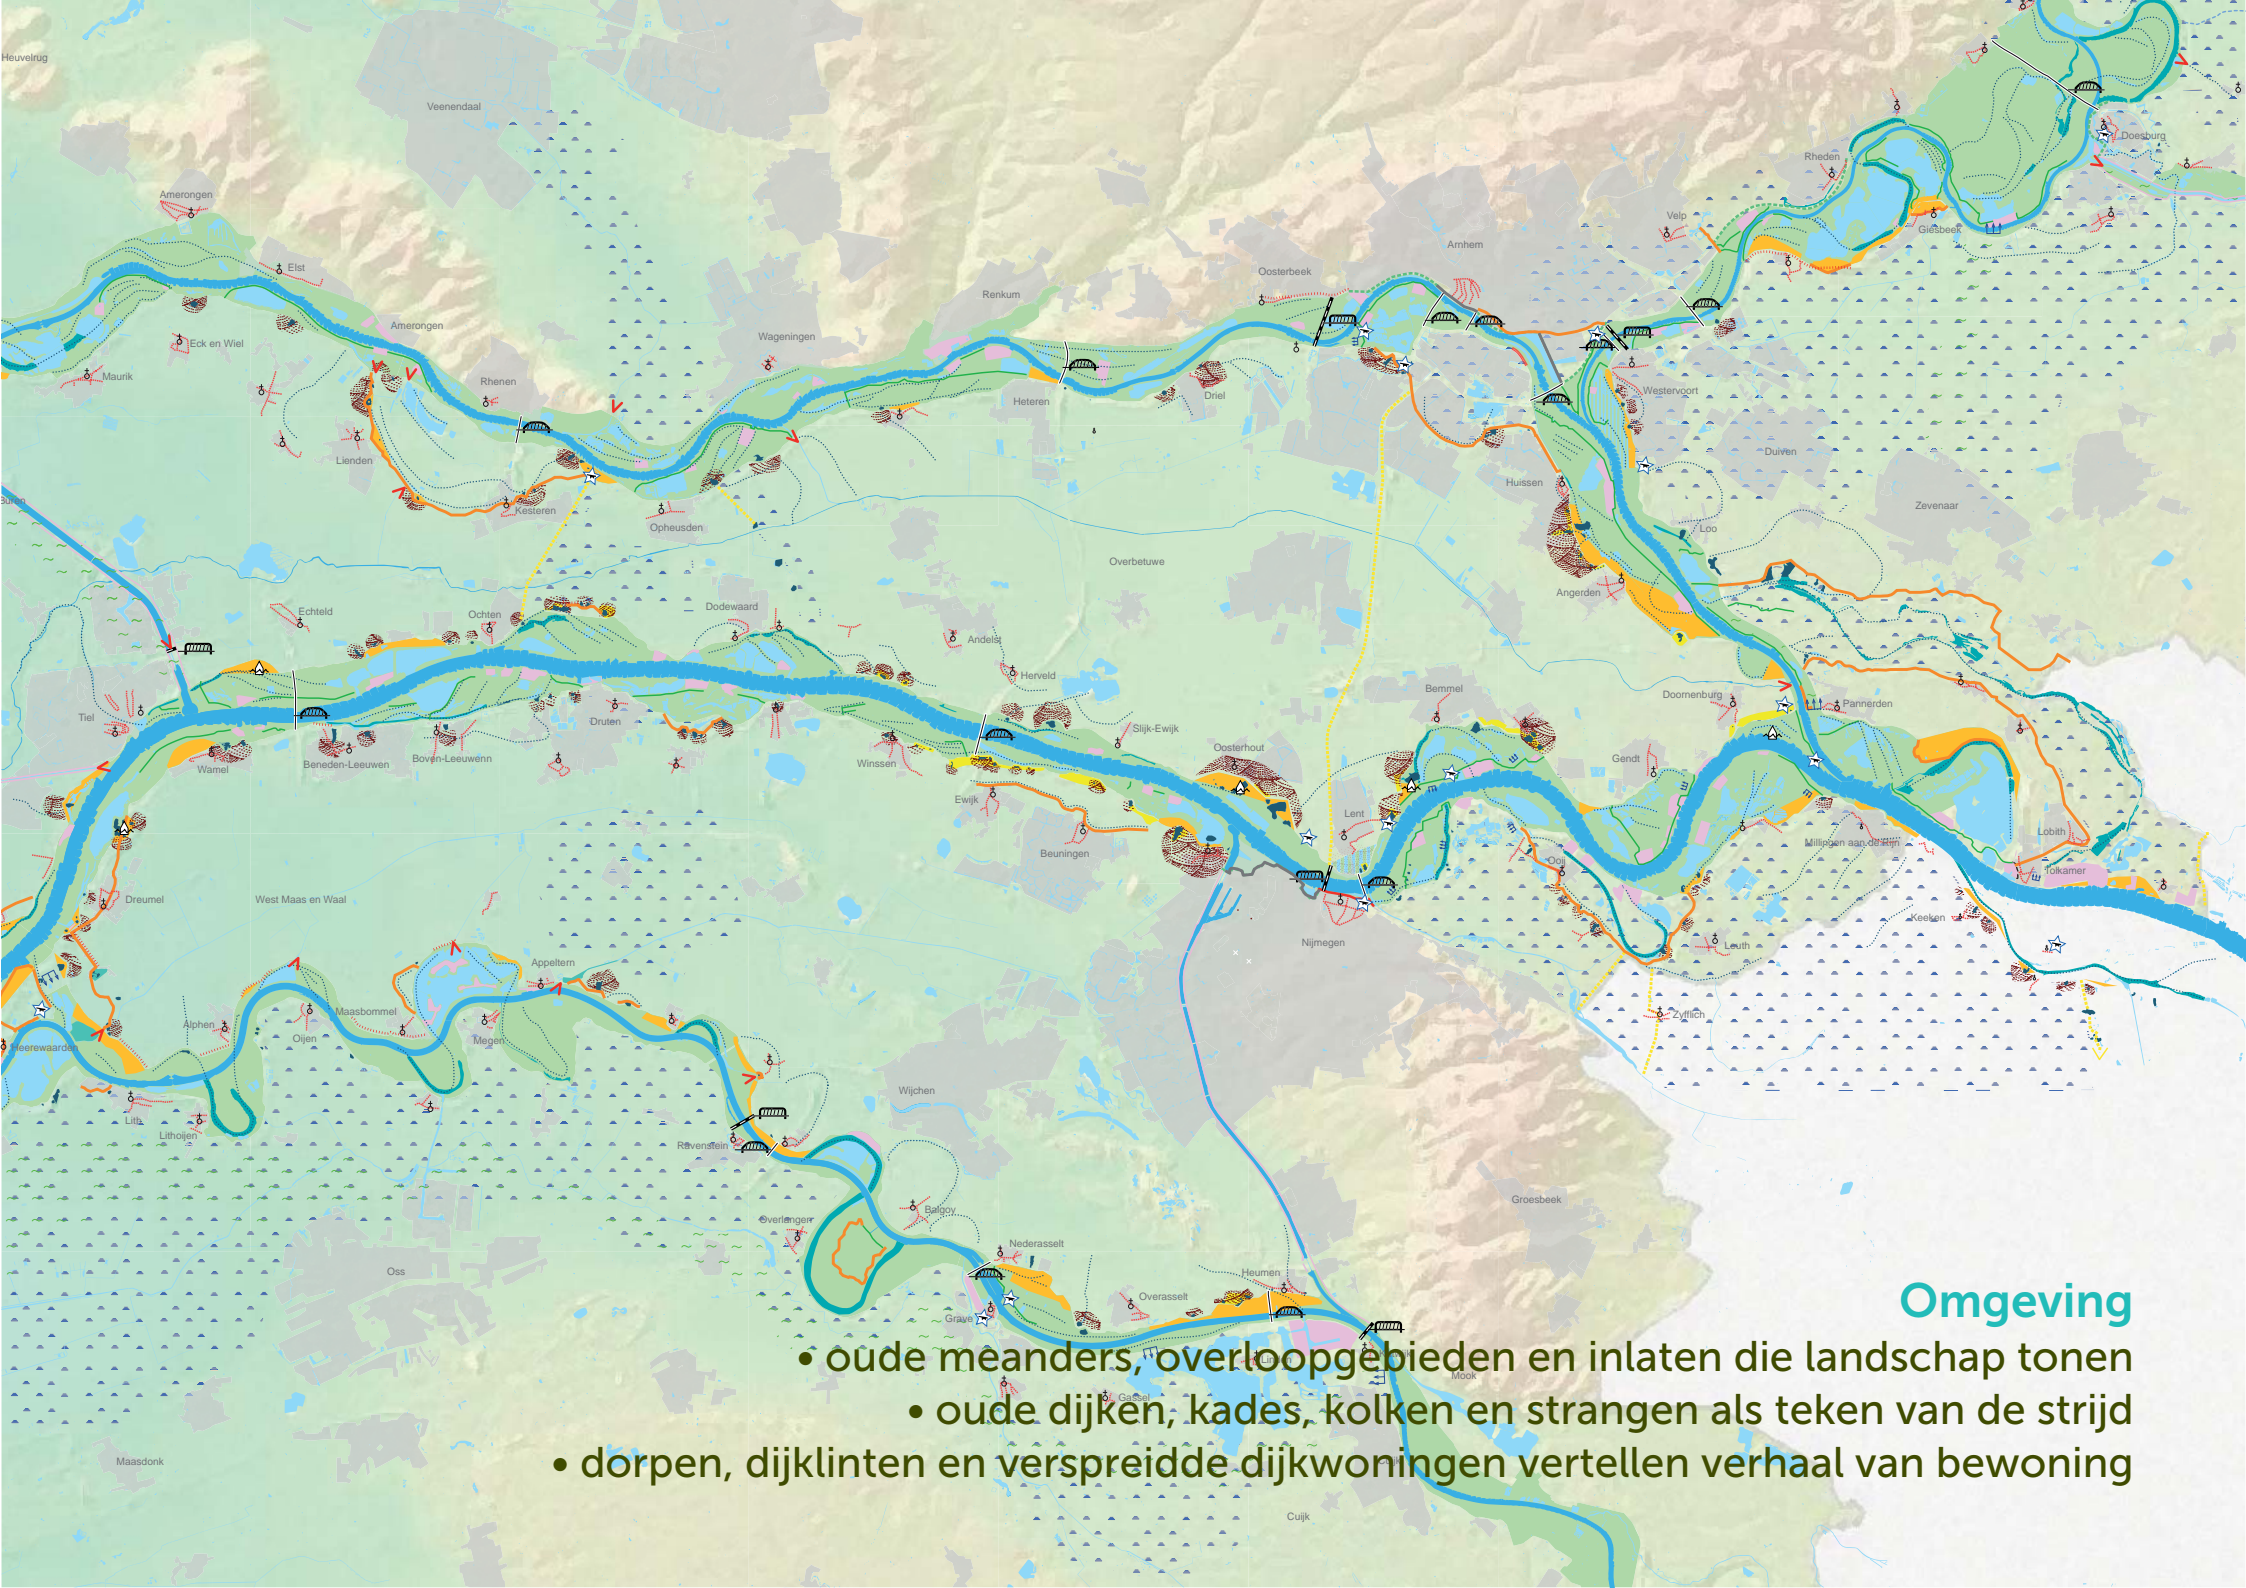 Heuvelrug
Veenendaal
Doesburg
Rheden
Amerongen
Velp
Giesbeek
Arnhem
Elst
Oosterbeek
Renkum
Amerongen
Wageningen
Eck en Wiel
Maurik
Rhenen
Westervoort
Heteren
Driel
Duiven
Lienden
Huissen
Buren
Kesteren
Zevenaar
Opheusden
Loo
Overbetuwe
Angerden
Echteld
Ochten
Dodewaard
Andelst
Herveld
Bemmel
Doornenburg
Pannerden
Tiel
Druten
Slijk-Ewijk
Oosterhout
Wamel
Beneden-Leeuwen
Boven-Leeuwenn
Winssen
Gendt
Ewijk
Lent
Lobith
Beuningen
Millingen aan de Rijn
Ooij
Tolkamer
Dreumel
West Maas en Waal
Keeken
Nijmegen
Leuth
Appeltern
Maasbommel
Zyfflich
Alphen
Oijen
Megen
Heerewaarden
Wijchen
Lith
Lithoijen
Ravenstein
Groesbeek
Balgoy
Overlangen
Nederasselt
Oss
Heumen
Overasselt
Omgeving
Grave
• oude meanders, overloopgebieden en inlaten die landschap tonen
Linden
Mook
Gassel
• oude dijken, kades, kolken en strangen als teken van de strijd
Maasdonk
• dorpen, dijklinten en verspreidde dijkwoningen vertellen verhaal van bewoning
Cuijk